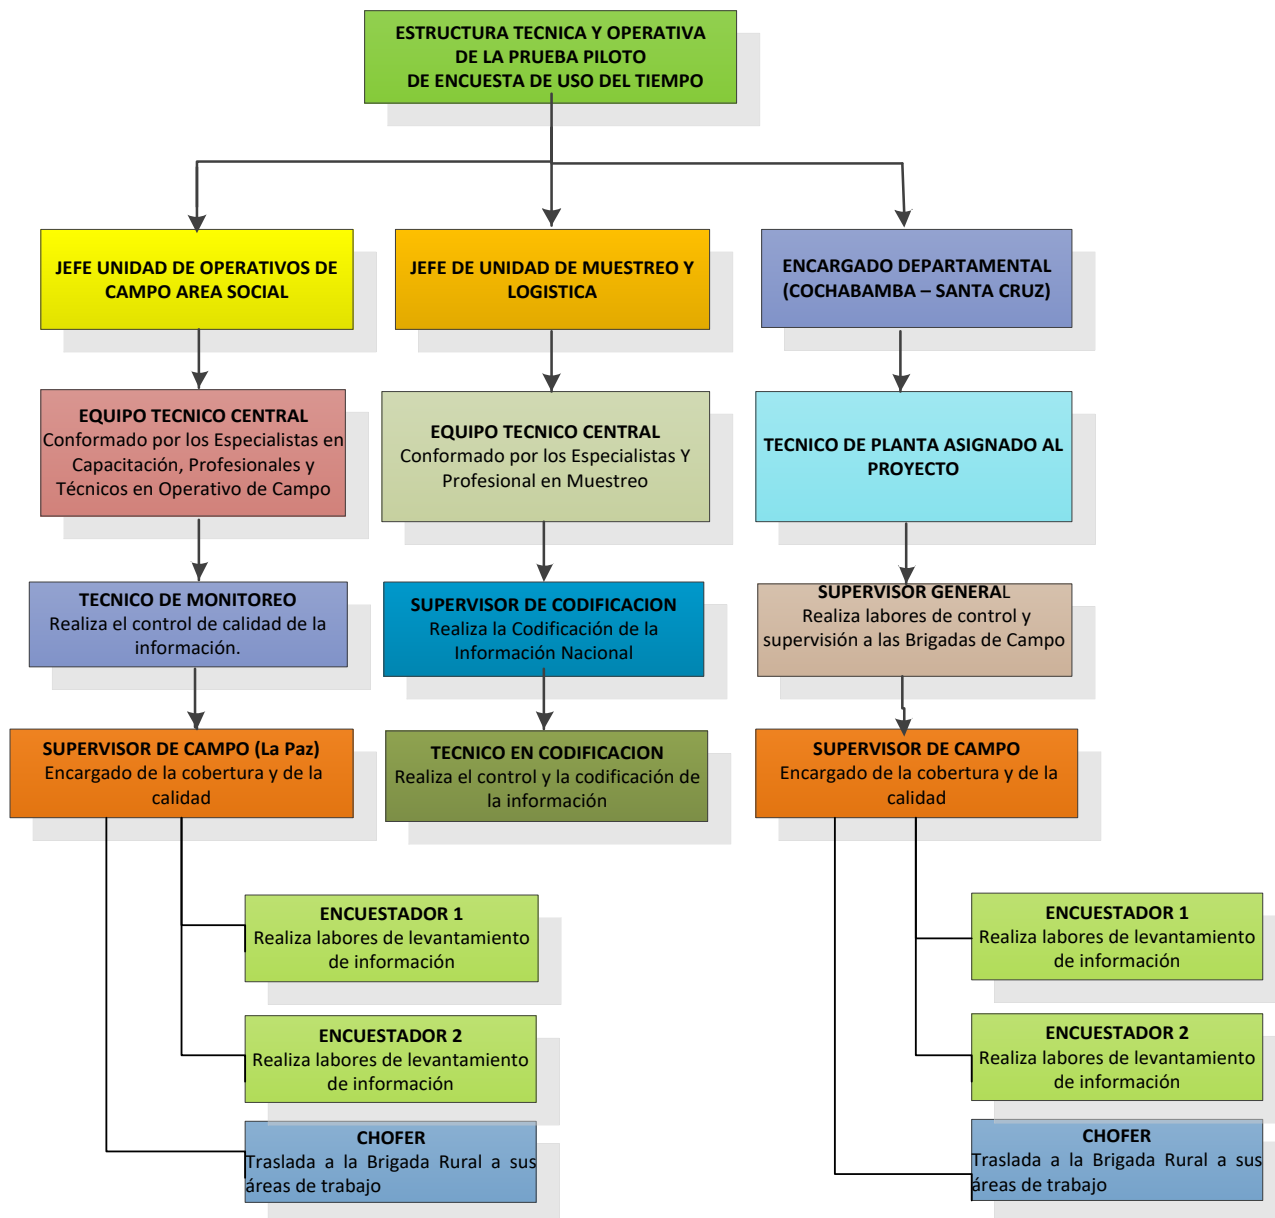 ESTRUCTURA TECNICA Y OPERATIVA
DE LA PRUEBA PILOTO
DE ENCUESTA DE USO DEL TIEMPO
JEFE UNIDAD DE OPERATIVOS DE
CAMPO AREA SOCIAL
JEFE DE UNIDAD DE MUESTREO Y
LOGISTICA
ENCARGADO DEPARTAMENTAL
(COCHABAMBA – SANTA CRUZ)
EQUIPO TECNICO CENTRAL
Conformado por los Especialistas en
Capacitación, Profesionales y
Técnicos en Operativo de Campo
EQUIPO TECNICO CENTRAL
Conformado por los Especialistas Y
Profesional en Muestreo
TECNICO DE PLANTA ASIGNADO AL
PROYECTO
TECNICO DE MONITOREO
Realiza el control de calidad de la
información.
SUPERVISOR DE CODIFICACION
Realiza la Codificación de la
Información Nacional
SUPERVISOR GENERAL
Realiza labores de control y
supervisión a las Brigadas de Campo
SUPERVISOR DE CAMPO (La Paz)
Encargado de la cobertura y de la
calidad
TECNICO EN CODIFICACION
Realiza el control y la codificación de
la información
SUPERVISOR DE CAMPO
Encargado de la cobertura y de la
calidad
ENCUESTADOR 1
Realiza labores de levantamiento
de información
ENCUESTADOR 2
Realiza labores de levantamiento
de información
CHOFER
Traslada a la Brigada Rural a sus
áreas de trabajo
ENCUESTADOR 1
Realiza labores de levantamiento
de información
ENCUESTADOR 2
Realiza labores de levantamiento
de información
CHOFER
Traslada a la Brigada Rural a sus
áreas de trabajo